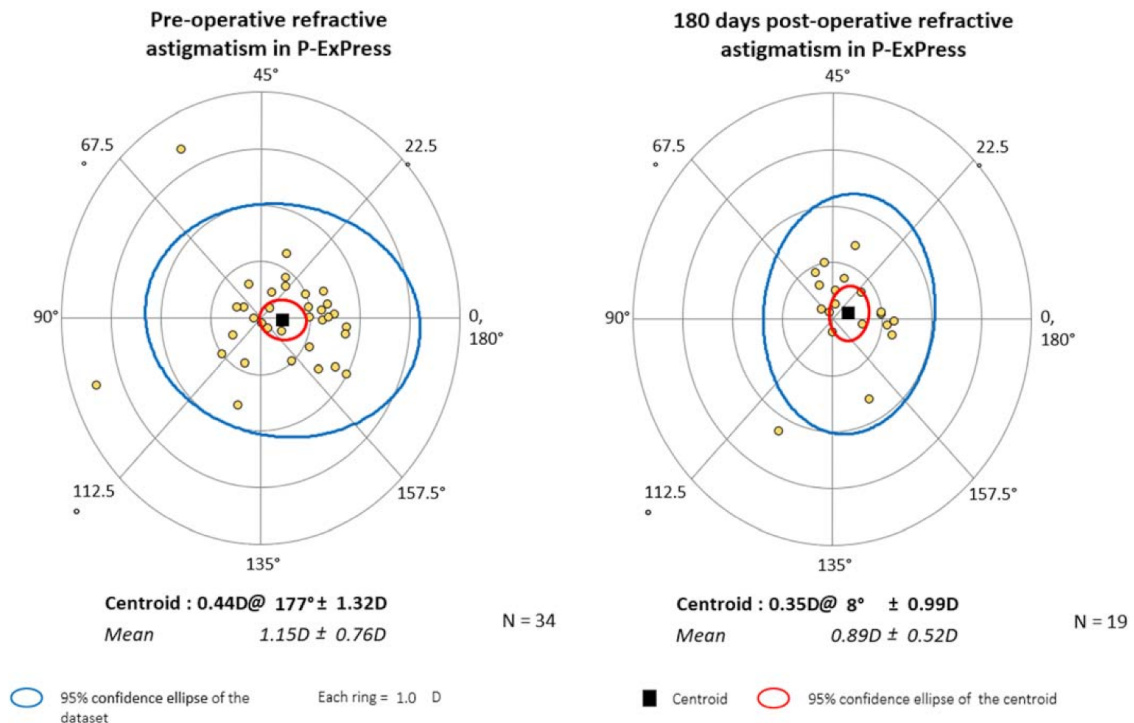 Pre-operative refractive
astigmatism in P-ExPress
45°
67.5
°
22.5
°
90°
0,
180°
112.5
°
157.5°
135°
Centroid : 0.44D@ 177° ± 1.32D
Mean 1.15D ± 0.76D
N = 34
180 days post-operative refractive
astigmatism in P-ExPress
45°
67.5
°
22.5
°
90°
0,
180°
112.5
°
157.5°
135°
Centroid : 0.35D@ 8° ± 0.99D
Mean 0.89D ± 0.52D
N = 19
95% confidence ellipse of the
dataset
Each ring = 1.0 D
Centroid
95% confidence ellipse of the centroid